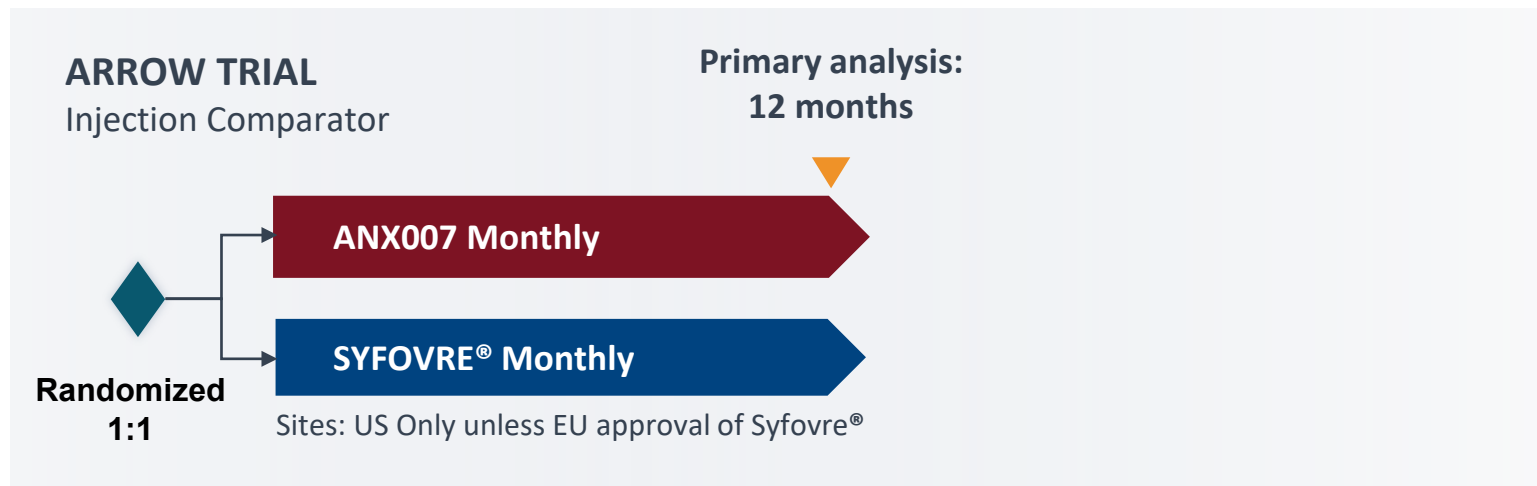 ARROW TRIAL
Injection Comparator
Primary analysis:
12 months
ANX007 Monthly
SYFOVRE® Monthly
Randomized
1:1
Sites: US Only unless EU approval of Syfovre®